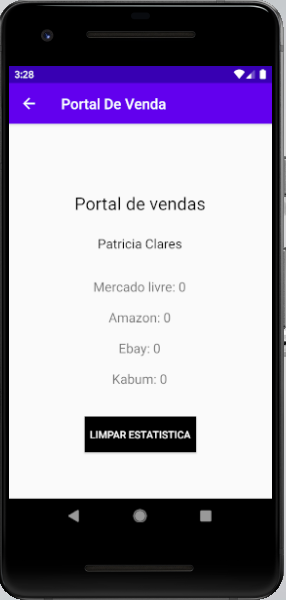 3:28
Portal De Venda
Portal de vendas
Patricia Clares
Mercado livre: 0
Amazon: 0
Ebay: 0
Kabum: 0
LIMPAR ESTATISTICA